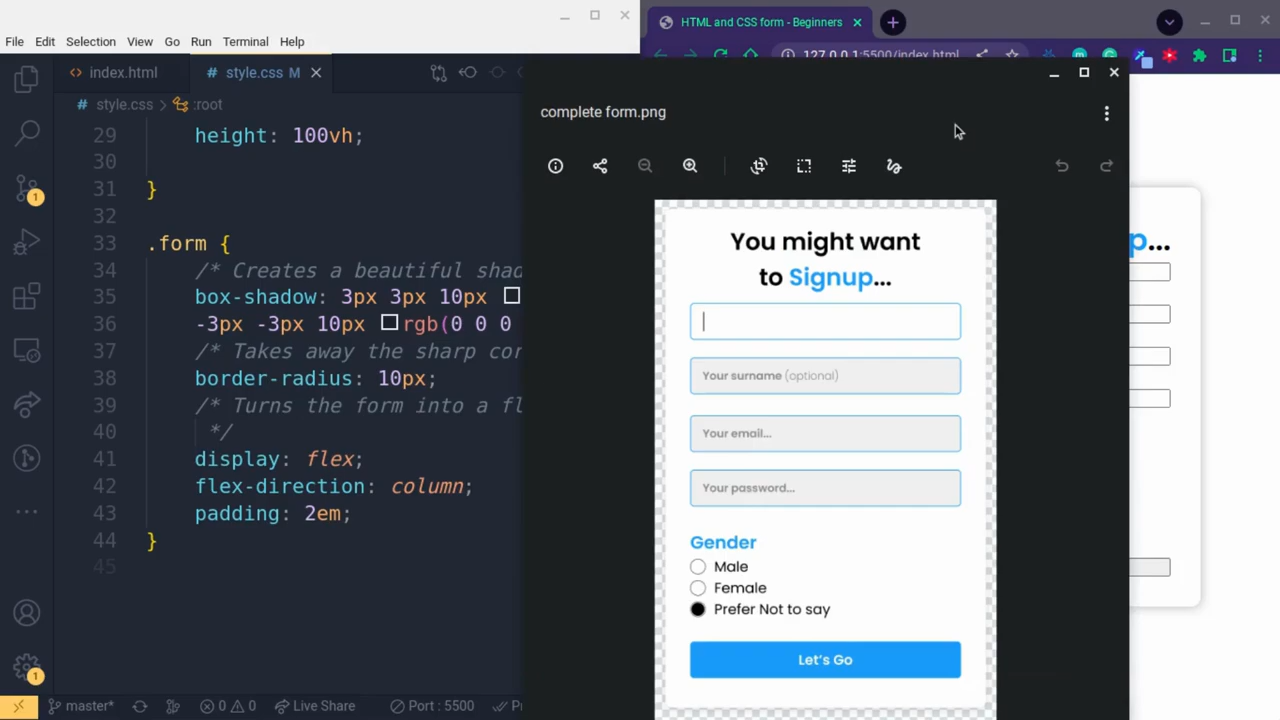 File Edit Selection View Go Run Terminal Help
HTML and CSS form - Beginners
127.0.0.1:5500/index.html
index.html
style.css M
style.css > :root
29 height: 100vh;
30
31 }
32
33 .form {
34 /* Creates a beautiful shad
35 box-shadow: 3px 3px 10px
36 -3px -3px 10px rgb(0 0 0
37 /* Takes away the sharp cor
38 border-radius: 10px;
39 /* Turns the form into a fl
40 */
41 display: flex;
42 flex-direction: column;
43 padding: 2em;
44 }
45
1
1
master*
0
0
Live Share
Port : 5500
complete form.png
You might want
to Signup...
Your surname (optional)
Your email...
Your password...
Gender
Male
Female
Prefer Not to say
Let's Go
p...